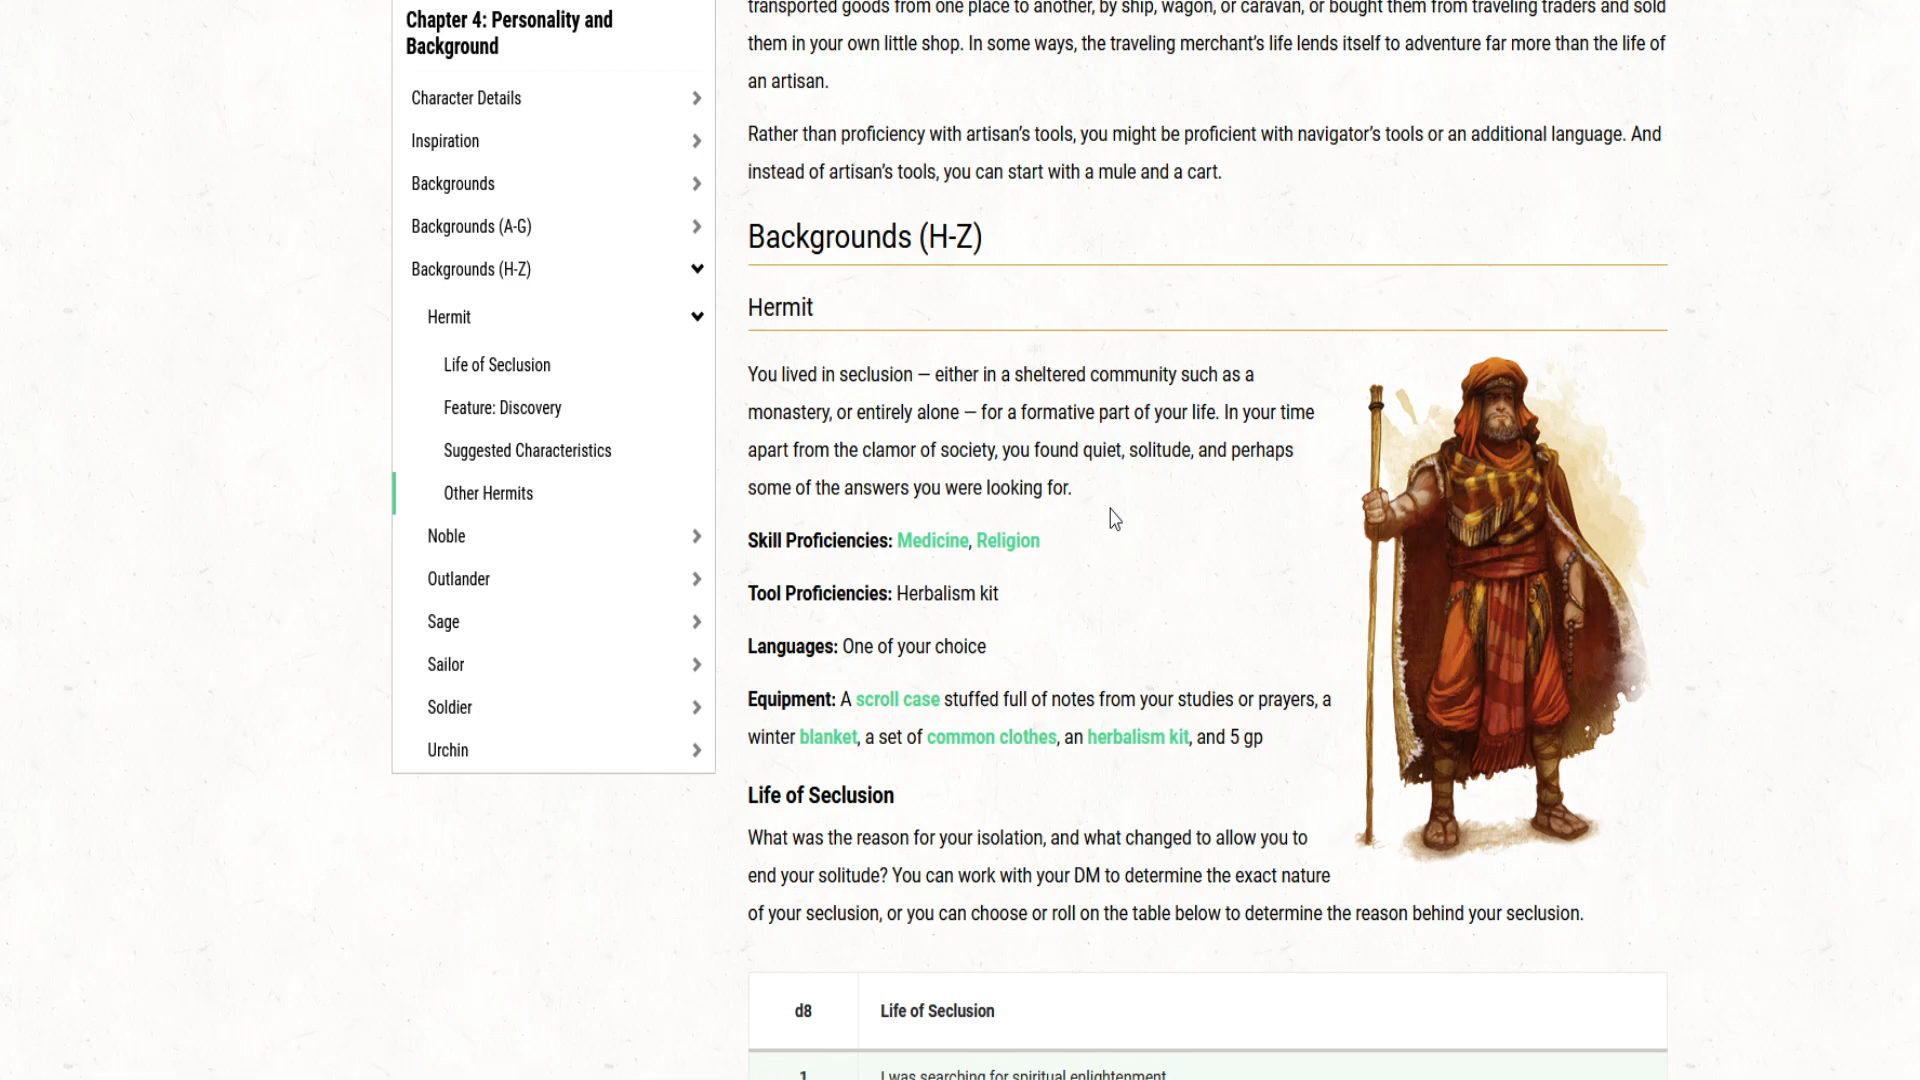 Chapter 4: Personality and
Background
Character Details
Inspiration
Backgrounds
Backgrounds (A-G)
Backgrounds (H-Z)
Hermit
Life of Seclusion
Feature: Discovery
Suggested Characteristics
Other Hermits
Noble
Outlander
Sage
Sailor
Soldier
Urchin
transported goods from one place to another, by ship, wagon, or caravan, or bought them from traveling traders and sold
them in your own little shop. In some ways, the traveling merchant’s life lends itself to adventure far more than the life of
an artisan.
Rather than proficiency with artisan’s tools, you might be proficient with navigator’s tools or an additional language. And
instead of artisan’s tools, you can start with a mule and a cart.
Backgrounds (H-Z)
Hermit
You lived in seclusion — either in a sheltered community such as a
monastery, or entirely alone — for a formative part of your life. In your time
apart from the clamor of society, you found quiet, solitude, and perhaps
some of the answers you were looking for.
Skill Proficiencies: Medicine, Religion
Tool Proficiencies: Herbalism kit
Languages: One of your choice
Equipment: A scroll case stuffed full of notes from your studies or prayers, a
winter blanket, a set of common clothes, an herbalism kit, and 5 gp
Life of Seclusion
What was the reason for your isolation, and what changed to allow you to
end your solitude? You can work with your DM to determine the exact nature
of your seclusion, or you can choose or roll on the table below to determine the reason behind your seclusion.
d8 Life of Seclusion
1 I was searching for spiritual enlightenment.